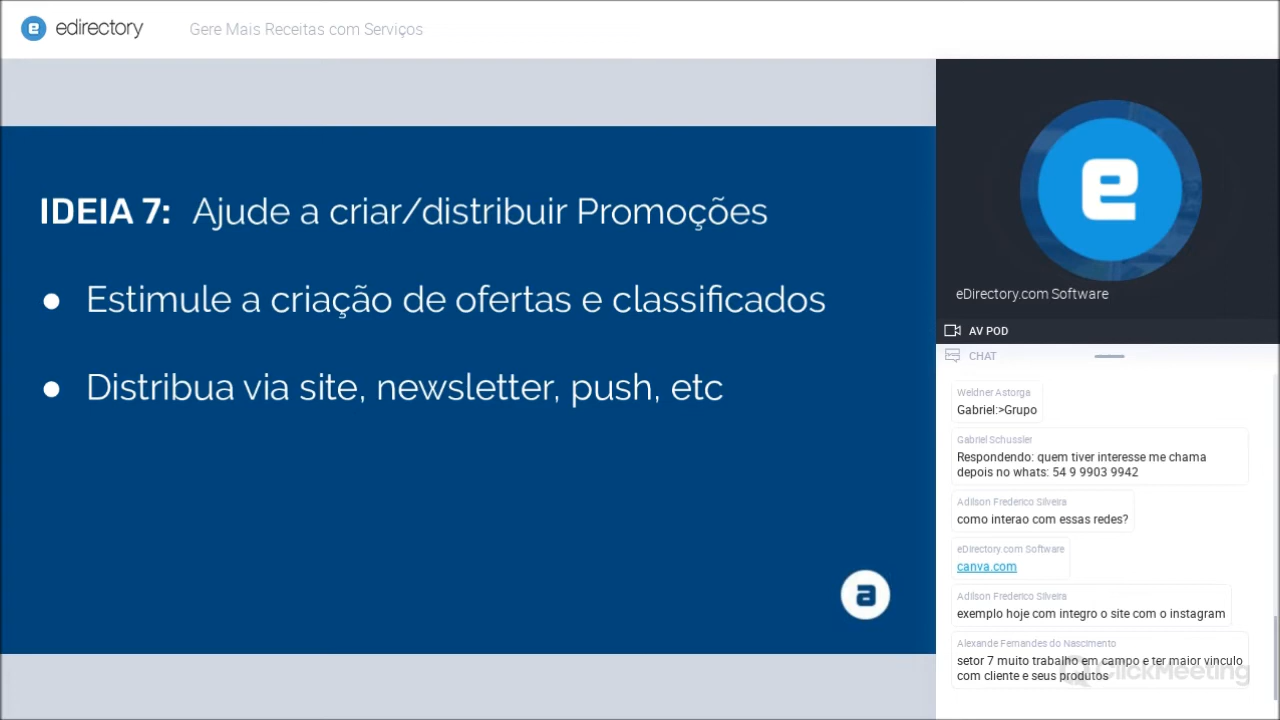 e edirectory
Gere Mais Receitas com Serviços
IDEIA 7: Ajude a criar/distribuir Promoções
● Estimule a criação de ofertas e classificados
● Distribua via site, newsletter, push, etc
a
e
eDirectory.com Software
AV POD
CHAT
Weldner Astorga
Gabriel:>Grupo
Gabriel Schussler
Respondendo: quem tiver interesse me chama
depois no whats: 54 9 9903 9942
Adilson Frederico Silveira
como interao com essas redes?
eDirectory.com Software
canva.com
Adilson Frederico Silveira
exemplo hoje com integro o site com o instagram
Alexande Fernandes do Nascimento
setor 7 muito trabalho em campo e ter maior vinculo
com cliente e seus produtos
ClickMeeting